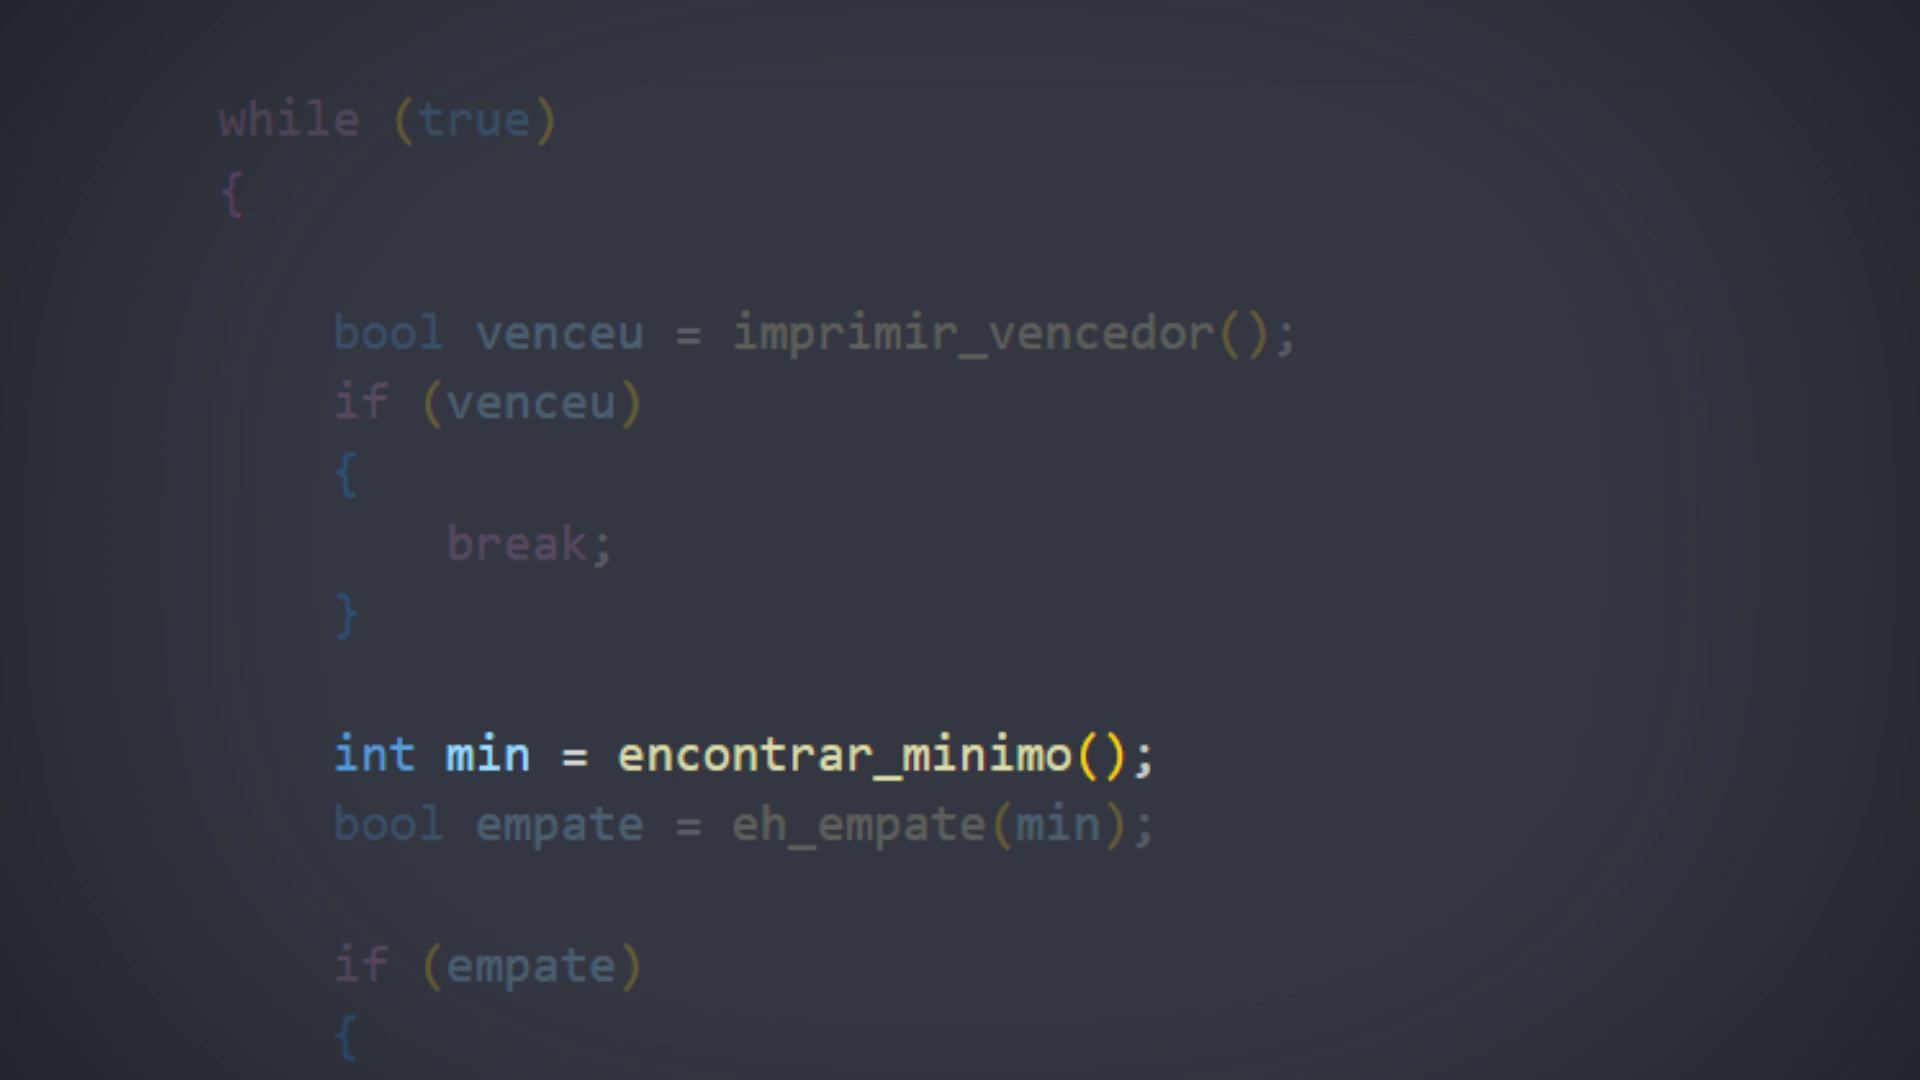 while (true)
{
bool venceu = imprimir_vencedor();
if (venceu)
{
break;
}
int min = encontrar_minimo();
bool empate = eh_empate(min);
if (empate)
{